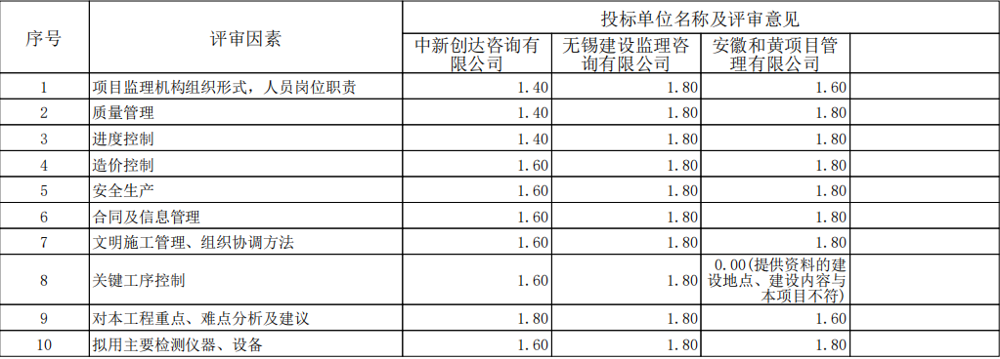 序号 评审因素 投标单位名称及评审意见
中新创达咨询有限公司 无锡建设监理咨询有限公司 安徽和黄项目管理有限公司
1 项目监理机构组织形式，人员岗位职责 1.40 1.80 1.60
2 质量管理 1.40 1.80 1.80
3 进度控制 1.40 1.80 1.80
4 造价控制 1.60 1.80 1.80
5 安全生产 1.60 1.80 1.80
6 合同及信息管理 1.60 1.80 1.80
7 文明施工管理、组织协调方法 1.60 1.80 1.80
8 关键工序控制 1.60 1.80 0.00(提供资料的建设地点、建设内容与本项目不符)
9 对本工程重点、难点分析及建议 1.80 1.80 1.60
10 拟用主要检测仪器、设备 1.60 1.80 1.80